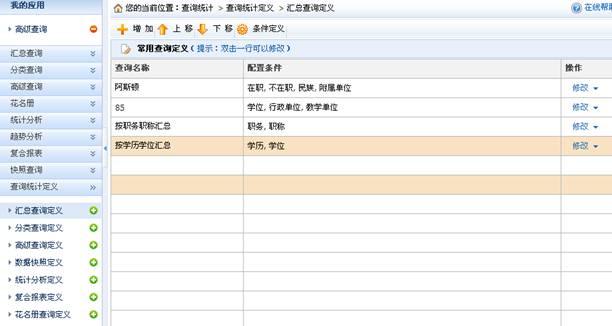 我的应用
高级查询
汇总查询
分类查询
高级查询
花名册
统计分析
趋势分析
复合报表
快照查询
查询统计定义
汇总查询定义
分类查询定义
高级查询定义
数据快照定义
统计分析定义
复合报表定义
花名册查询定义
您的当前位置：查询统计 > 查询统计定义 > 汇总查询定义
在线帮
增 加 上 移 下 移 条件定义
常用查询定义（提示：双击一行可以修改）
查询名称 配置条件 操作
阿斯顿 在职, 不在职, 民族, 附属单位 修改
85 学位, 行政单位, 教学单位 修改
按职务职称汇总 职务, 职称 修改
按学历学位汇总 学历, 学位 修改